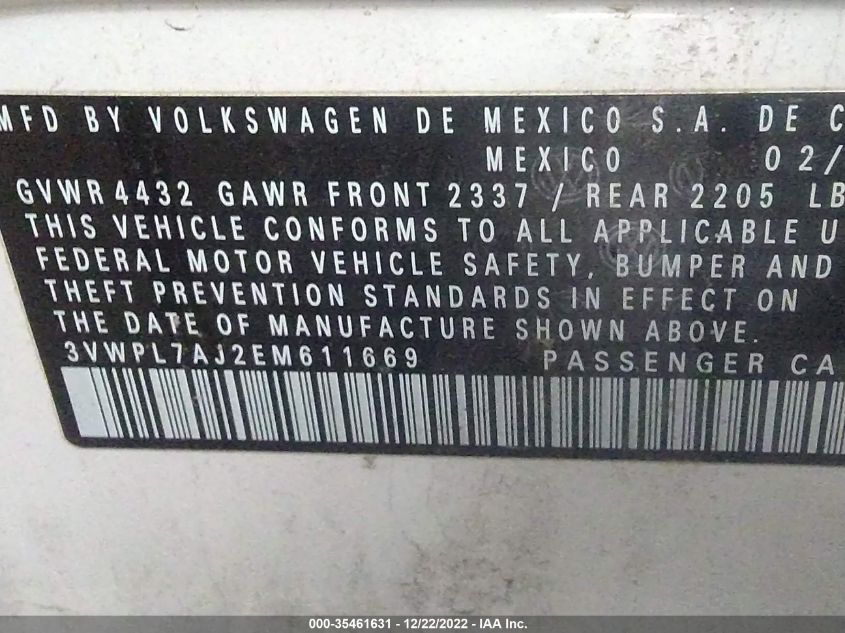 MFD BY VOLKSWAGEN DE MEXICO S.A. DE C
MEXICO 02/
GVWR 4432 GAWR FRONT 2337 / REAR 2205 LB
THIS VEHICLE CONFORMS TO ALL APPLICABLE U
FEDERAL MOTOR VEHICLE SAFETY, BUMPER AND
THEFT PREVENTION STANDARDS IN EFFECT ON
THE DATE OF MANUFACTURE SHOWN ABOVE.
3VWPL7AJ2EM611669 PASSENGER CA
000-35461631 - 12/22/2022 - IAA Inc.